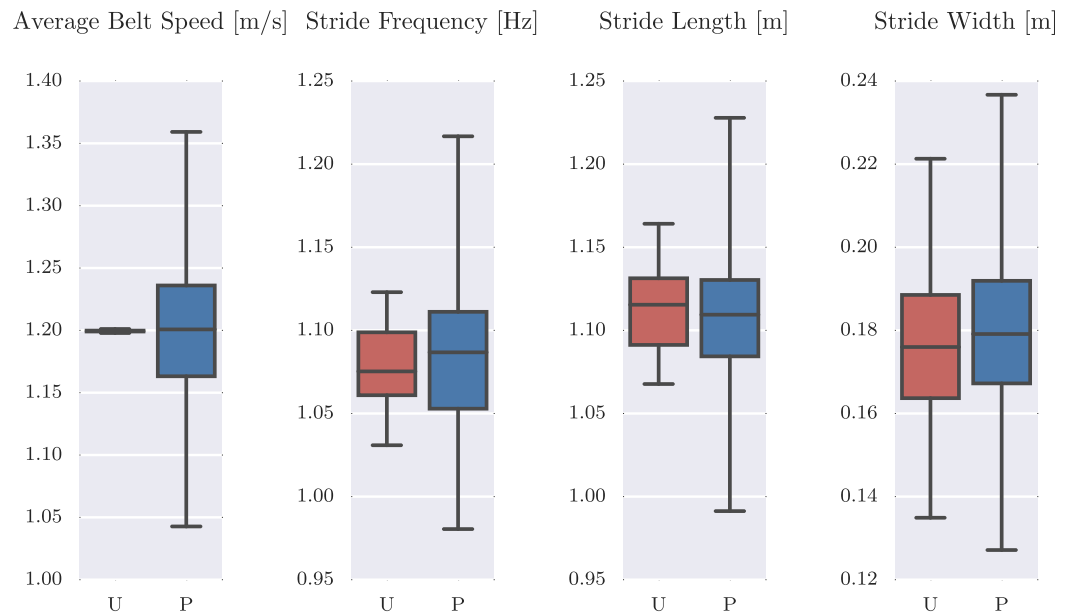 Average Belt Speed [m/s] Stride Frequency [Hz] Stride Length [m] Stride Width [m]
1.40 1.25 1.25 0.24
1.35
1.20 1.20 0.22
1.30
1.25 1.15 1.15 0.20
1.20 1.10 1.10 0.18
1.15
1.05 1.05 0.16
1.10
1.05 1.00 1.00 0.14
1.00 0.95 0.95 0.12
U P U P U P U P